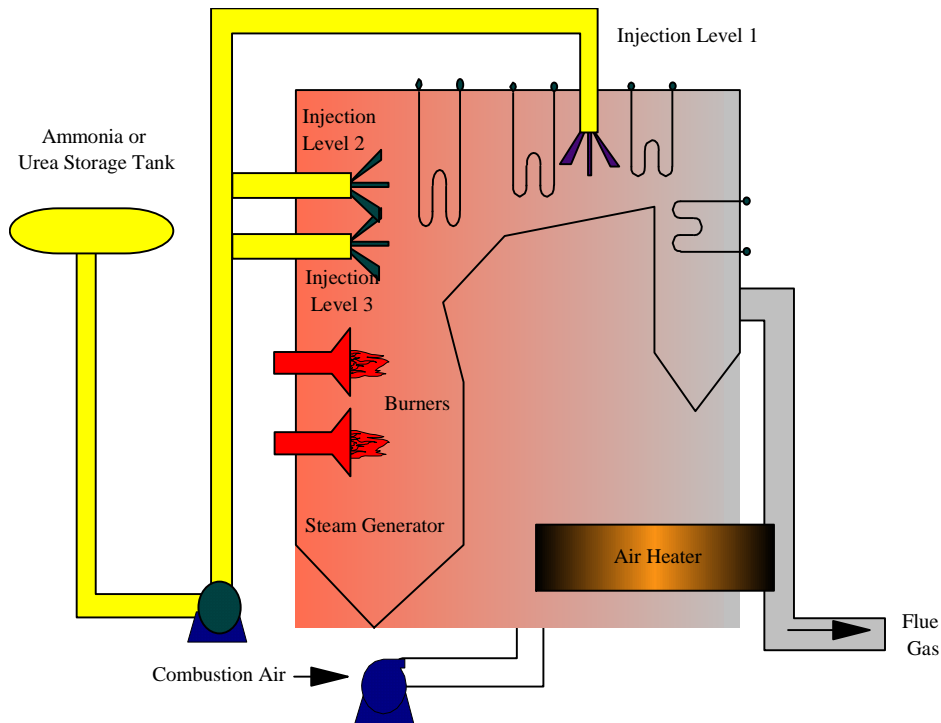 Injection Level 1
Ammonia or
Urea Storage Tank
Injection
Level 2
Injection
Level 3
Burners
Steam Generator
Air Heater
Flue
Gas
Combustion Air